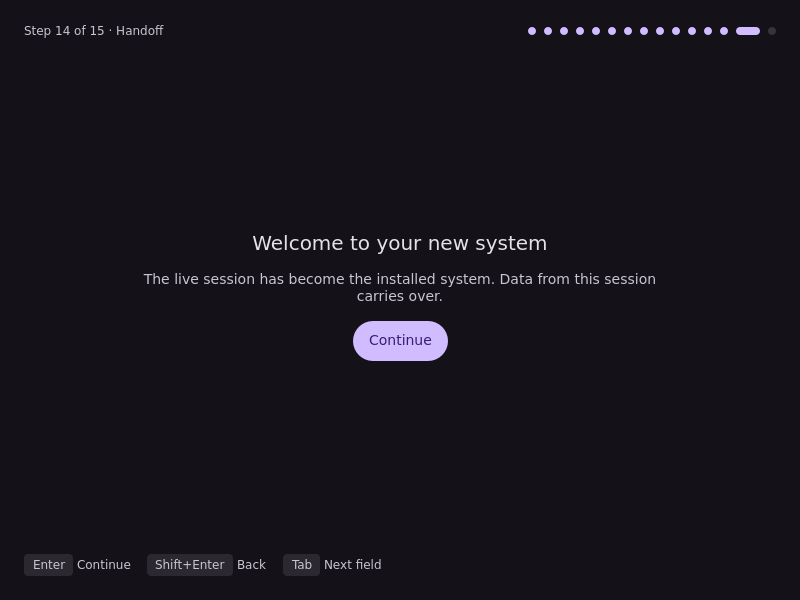 Step 14 of 15 · Handoff
Welcome to your new system
The live session has become the installed system. Data from this session
carries over.
Continue
Enter Continue Shift+Enter Back Tab Next field